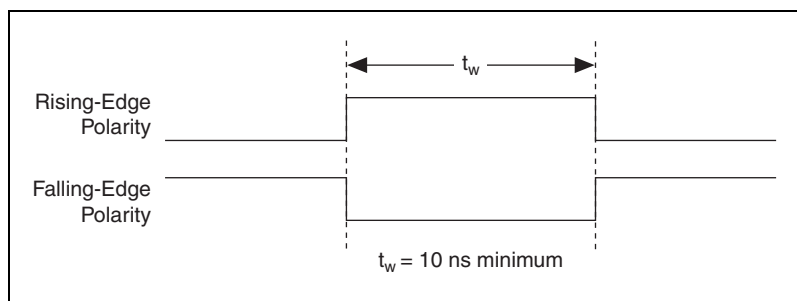 t_w
Rising-Edge
Polarity
Falling-Edge
Polarity
t_w = 10 ns minimum